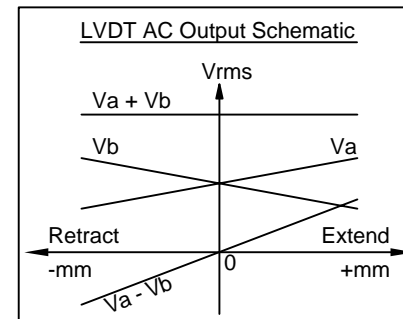 LVDT AC Output Schematic
Vrms
Va + Vb
Vb
Va
Retract
Extend
-mm
0
+mm
Va - Vb